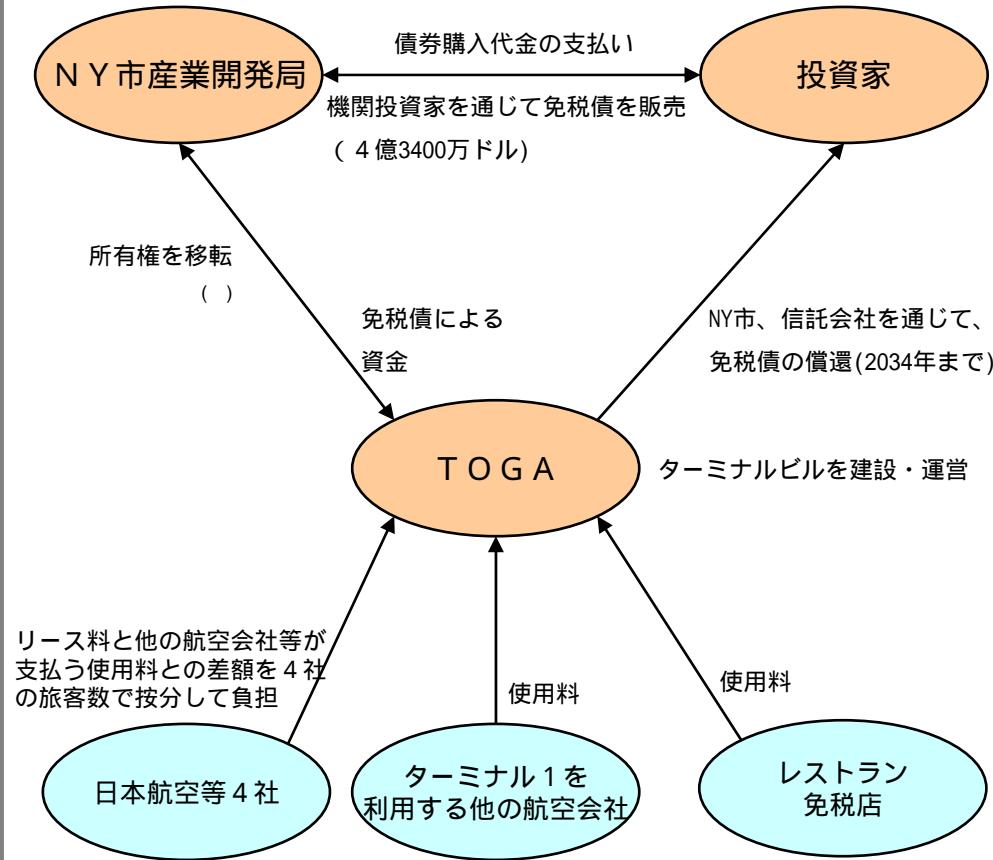 債券購入代金の支払い
NY市産業開発局
投資家
機関投資家を通じて免税債を販売
(4億3400万ドル)
所有権を移転
( )
免税債による
資金
NY市、信託会社を通じて、
免税債の償還(2034年まで)
TOGA
ターミナルビルを建設・運営
リース料と他の航空会社等が
支払う使用料との差額を4社
の旅客数で按分して負担
使用料
使用料
日本航空等4社
ターミナル1を
利用する他の航空会社
レストラン
免税店